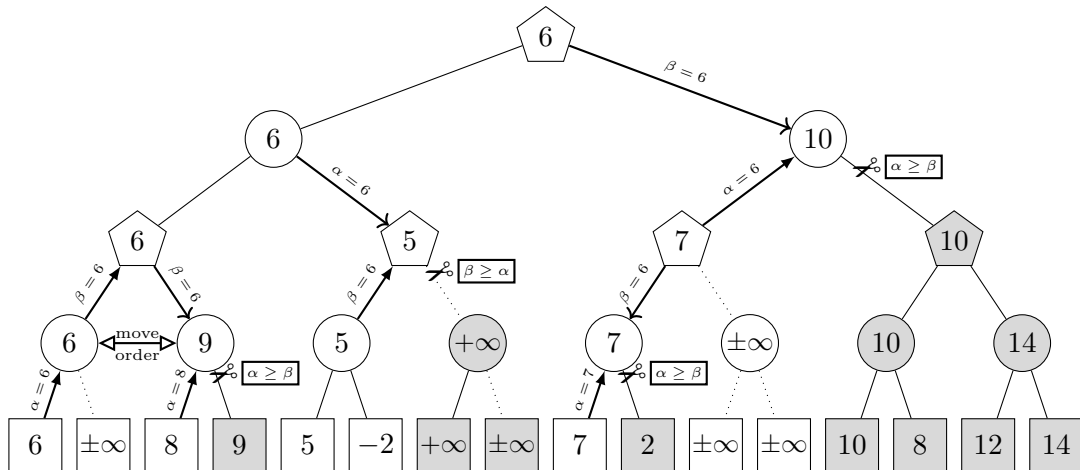 6
β = 6
6
10
α = 6
α = 6
α ≥ β
6
5
7
10
β = 6
β = 6
β = 6
β ≥ α
β = 6
6
move
order
9
5
+∞
7
±∞
10
14
α = 6
α = 8
α ≥ β
α = 7
α ≥ β
6
±∞
8
9
5
−2
+∞
±∞
7
2
±∞
±∞
10
8
12
14